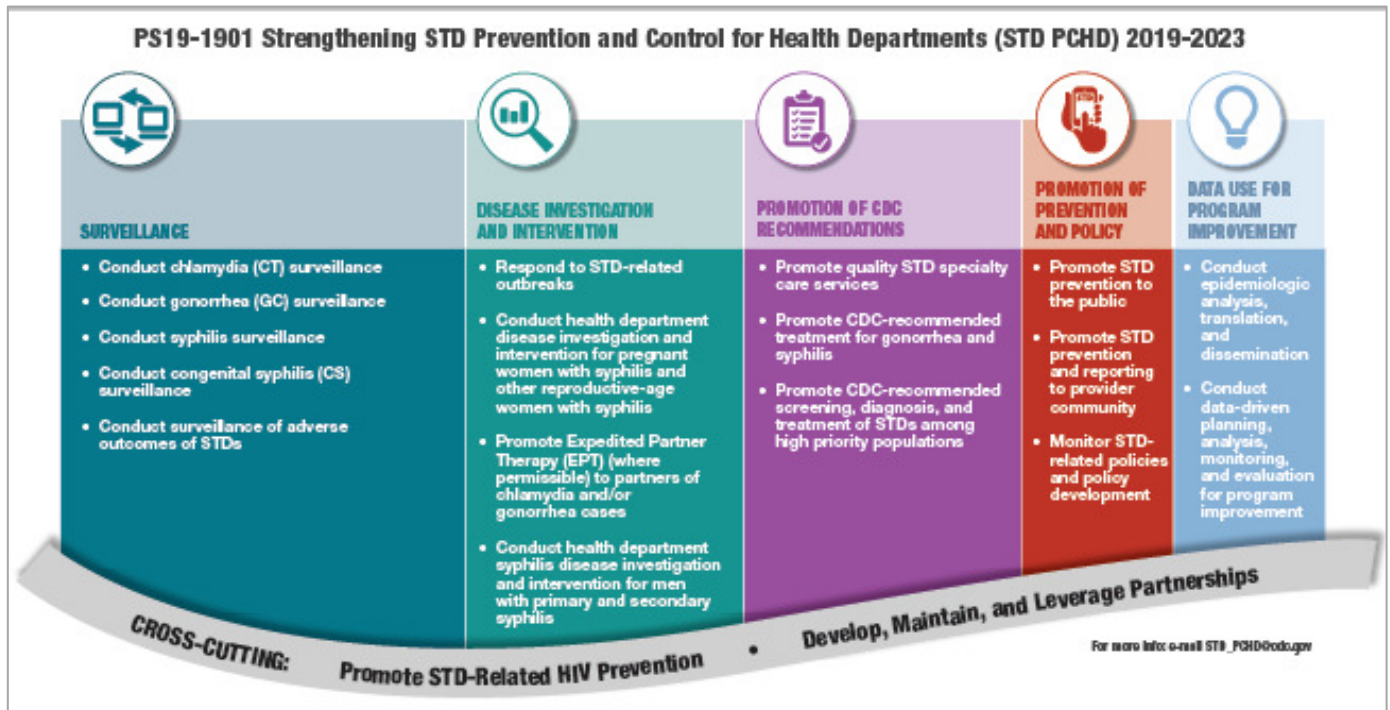 PS19-1901 Strengthening STD Prevention and Control for Health Departments (STD PCHD) 2019-2023
SURVEILLANCE
• Conduct chlamydia (CT) surveillance
• Conduct gonorrhea (GC) surveillance
• Conduct syphilis surveillance
• Conduct congenital syphilis (CS)
surveillance
• Conduct surveillance of adverse
outcomes of STDs
DISEASE INVESTIGATION
AND INTERVENTION
• Respond to STD-related
outbreaks
• Conduct health department
disease investigation and
intervention for pregnant
women with syphilis and
other reproductive-age
women with syphilis
• Promote Expedited Partner
Therapy (EPT) (where
permissible) to partners of
chlamydia and/or
gonorrhea cases
• Conduct health department
syphilis disease investigation
and intervention for men
with primary and secondary
syphilis
PROMOTION OF CDC
RECOMMENDATIONS
• Promote quality STD specialty
care services
• Promote CDC-recommended
treatment for gonorrhea and
syphilis
• Promote CDC-recommended
screening, diagnosis, and
treatment of STDs among
high priority populations
PROMOTION OF
PREVENTION
AND POLICY
• Promote STD
prevention to
the public
• Promote STD
prevention
and reporting
to provider
community
• Monitor STD-
related policies
and policy
development
DATA USE FOR
PROGRAM
IMPROVEMENT
• Conduct
epidemiologic
analysis,
translation,
and
dissemination
• Conduct
data-driven
planning,
analysis,
monitoring,
and evaluation
for program
improvement
CROSS-CUTTING: Promote STD-Related HIV Prevention • Develop, Maintain, and Leverage Partnerships
For more info: e-mail STD_PCHD@cdc.gov